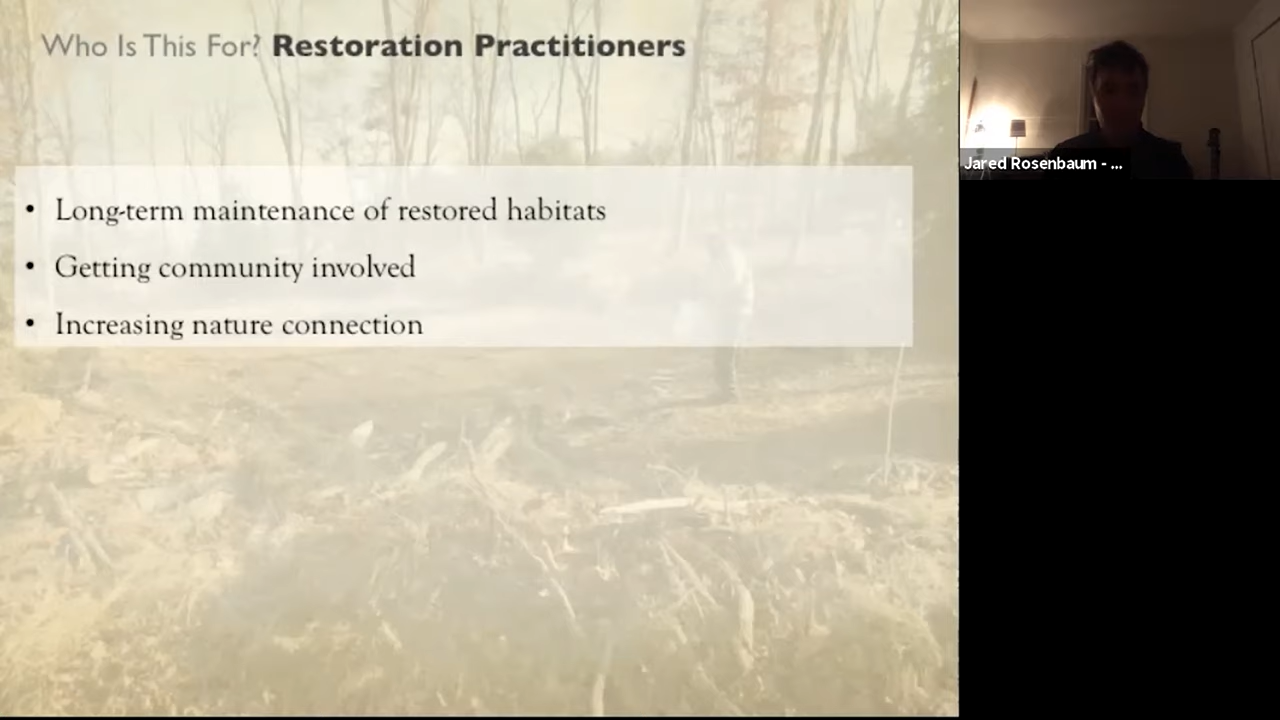 Who Is This For? Restoration Practitioners
• Long-term maintenance of restored habitats
• Getting community involved
• Increasing nature connection
Jared Rosenbaum - ...